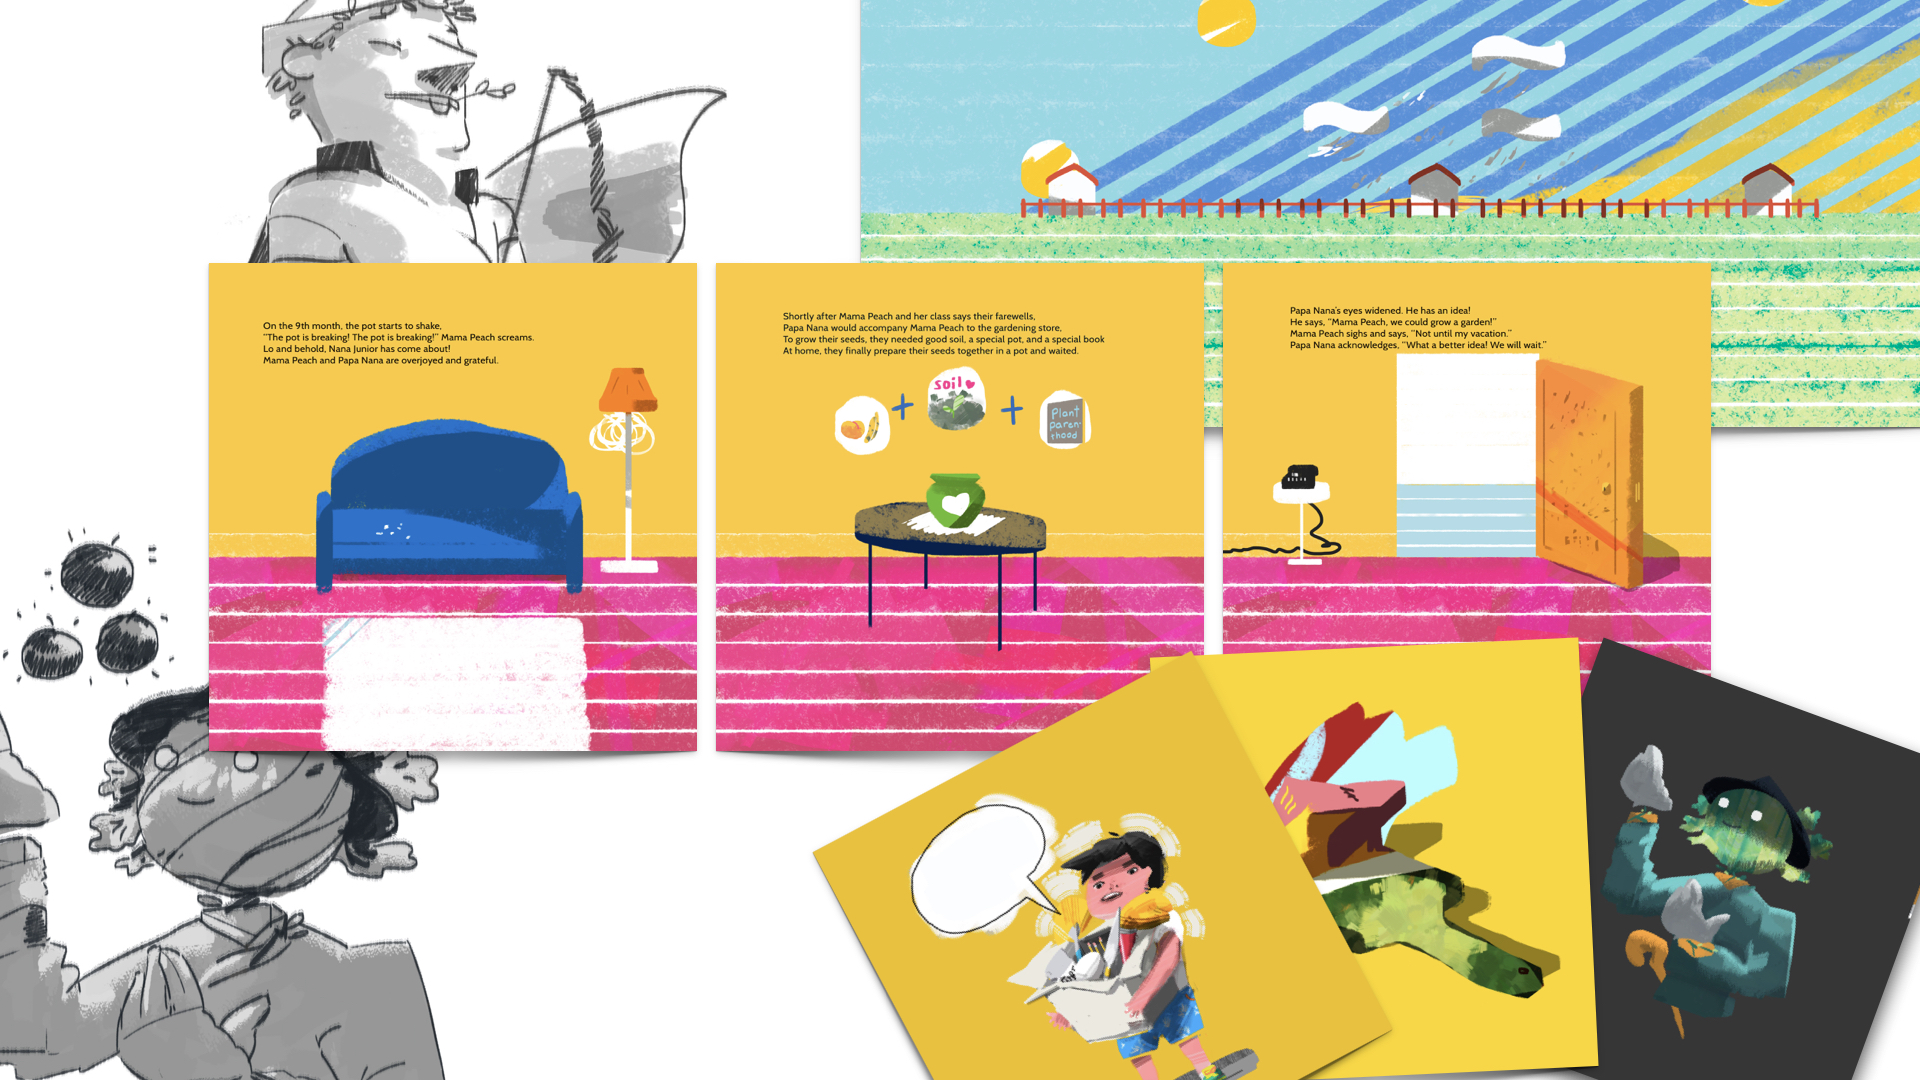 On the 9th month, the pot starts to shake,
"The pot is breaking! The pot is breaking!" Mama Peach screams.
Lo and behold, Nana Junior has come about!
Mama Peach and Papa Nana are overjoyed and grateful.
Shortly after Mama Peach and her class says their farewells,
Papa Nana would accompany Mama Peach to the gardening store,
To grow their seeds, they needed good soil, a special pot, and a special book
At home, they finally prepare their seeds together in a pot and waited.
soil
Plant
paren-
thood
Papa Nana's eyes widened. He has an idea!
He says, "Mama Peach, we could grow a garden!"
Mama Peach sighs and says, "Not until my vacation."
Papa Nana acknowledges, "What a better idea! We will wait."